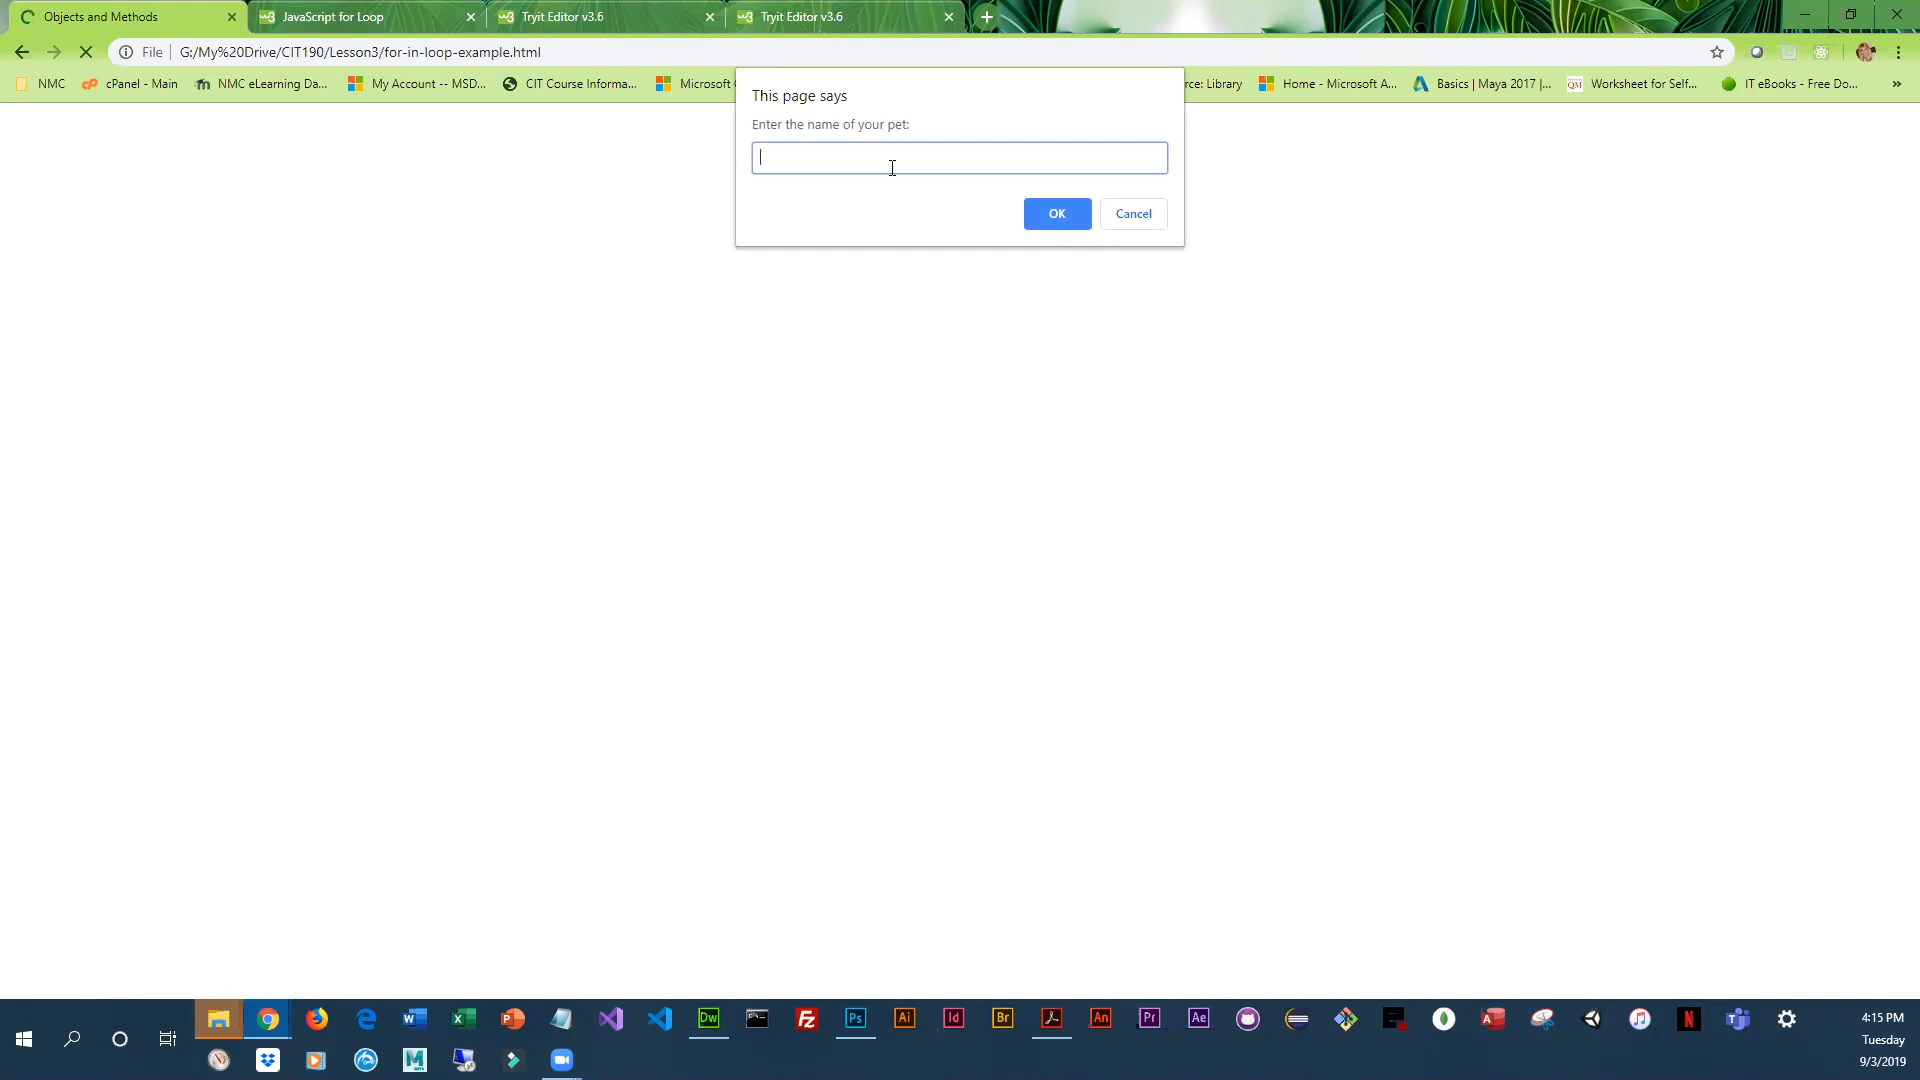 Objects and Methods
JavaScript for Loop
Tryit Editor v3.6
Tryit Editor v3.6
File
G:/My%20Drive/CIT190/Lesson3/for-in-loop-example.html
NMC
cPanel - Main
NMC eLearning Da...
My Account -- MSD...
CIT Course Informa...
Microsoft
rce: Library
Home - Microsoft A...
Basics | Maya 2017 |...
QM
Worksheet for Self...
IT eBooks - Free Do...
»
This page says
Enter the name of your pet:
OK
Cancel
Dw
Fz
Ps
Ai
Id
Br
An
Pr
Ae
4:15 PM
Tuesday
9/3/2019